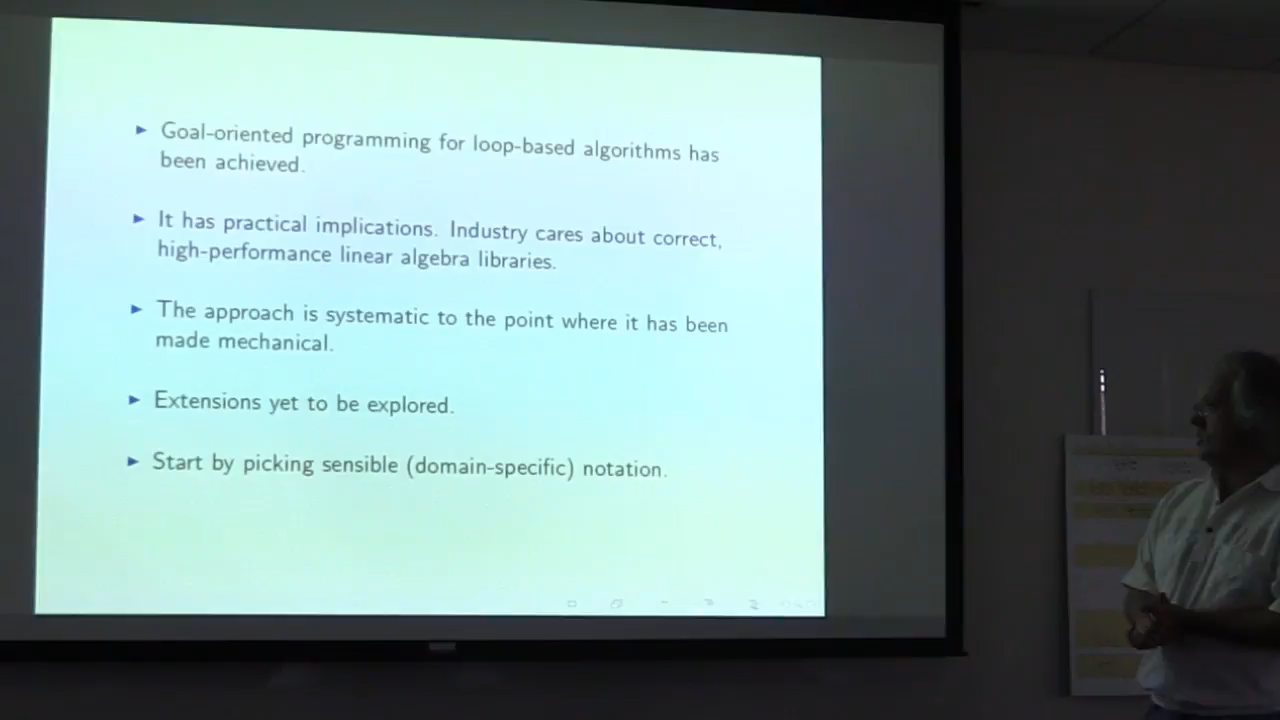 Goal-oriented programming for loop-based algorithms has
been achieved.
It has practical implications. Industry cares about correct,
high-performance linear algebra libraries.
The approach is systematic to the point where it has been
made mechanical.
Extensions yet to be explored.
Start by picking sensible (domain-specific) notation.